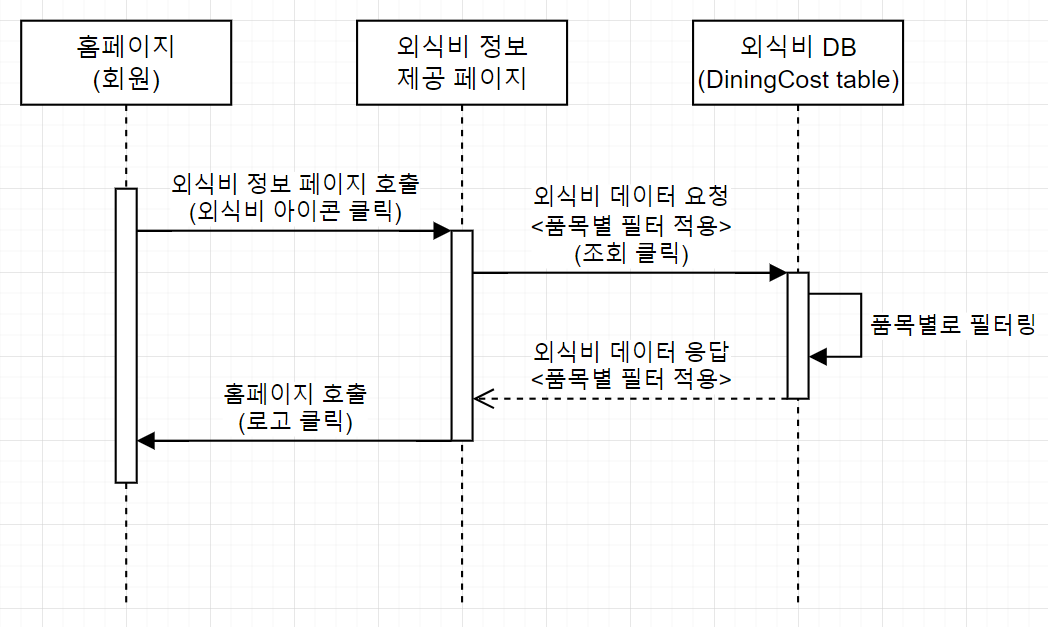 홈페이지
(회원)
외식비 정보
제공 페이지
외식비 DB
(DiningCost table)
외식비 정보 페이지 호출
(외식비 아이콘 클릭)
외식비 데이터 요청
<품목별 필터 적용>
(조회 클릭)
품목별로 필터링
외식비 데이터 응답
<품목별 필터 적용>
홈페이지 호출
(로고 클릭)